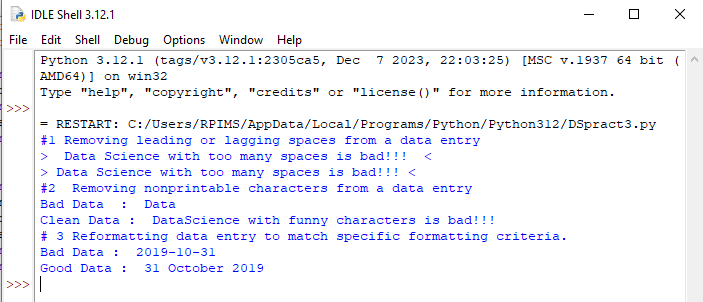 IDLE Shell 3.12.1
File Edit Shell Debug Options Window Help
Python 3.12.1 (tags/v3.12.1:2305ca5, Dec  7 2023, 22:03:25) [MSC v.1937 64 bit (
AMD64)] on win32
Type "help", "copyright", "credits" or "license()" for more information.
>>>
= RESTART: C:/Users/RPIMS/AppData/Local/Programs/Python/Python312/DSpract3.py
#1 Removing leading or lagging spaces from a data entry
>  Data Science with too many spaces is bad!!!  <
> Data Science with too many spaces is bad!!! <
#2  Removing nonprintable characters from a data entry
Bad Data  :  Data
Clean Data :  DataScience with funny characters is bad!!!
# 3 Reformatting data entry to match specific formatting criteria.
Bad Data :  2019-10-31
Good Data :  31 October 2019
>>>